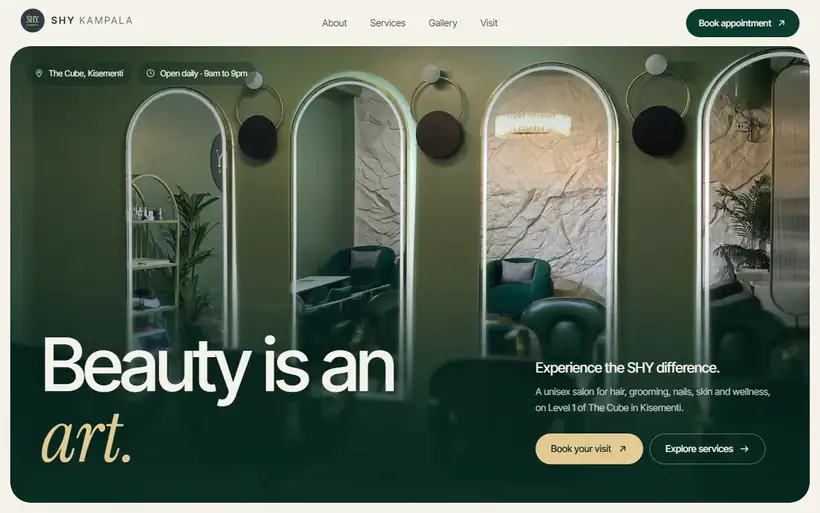 SHY
SHY KAMPALA
About
Services
Gallery
Visit
Book appointment
The Cube, Kisementi
Open daily · 9am to 9pm
Beauty is an
art.
Experience the SHY difference.
A unisex salon for hair, grooming, nails, skin and wellness,
on Level 1 of The Cube in Kisementi.
Book your visit
Explore services